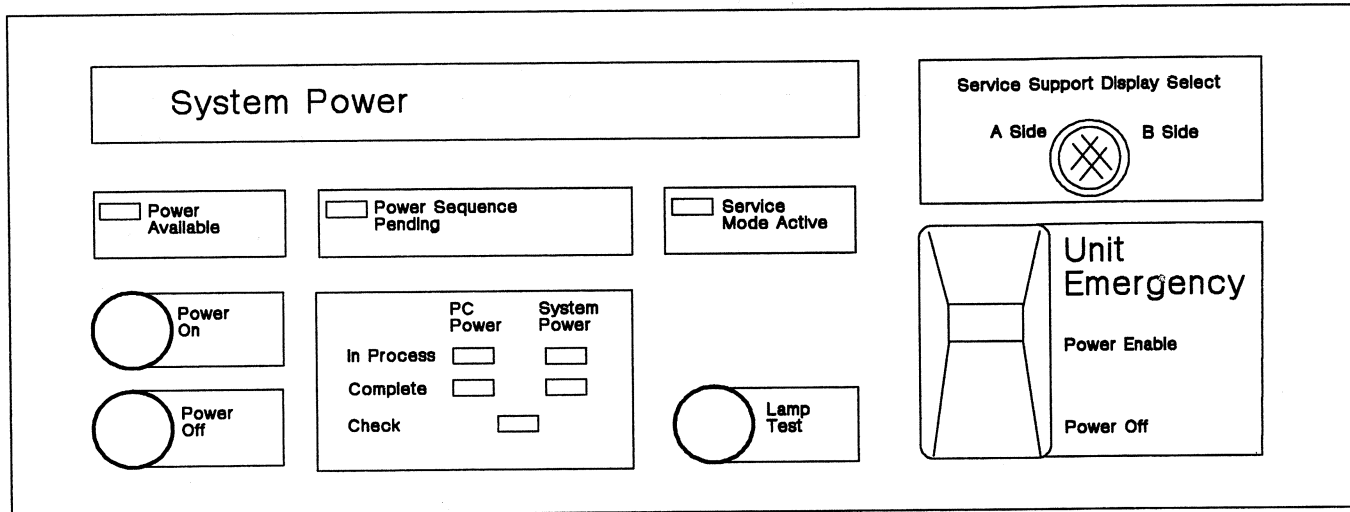 System Power
Service Support Display Select
A Side
B Side
Power
Available
Power Sequence
Pending
Service
Mode Active
Power
On
Power
Off
PC
Power
System
Power
In Process
Complete
Check
Lamp
Test
Unit
Emergency
Power Enable
Power Off